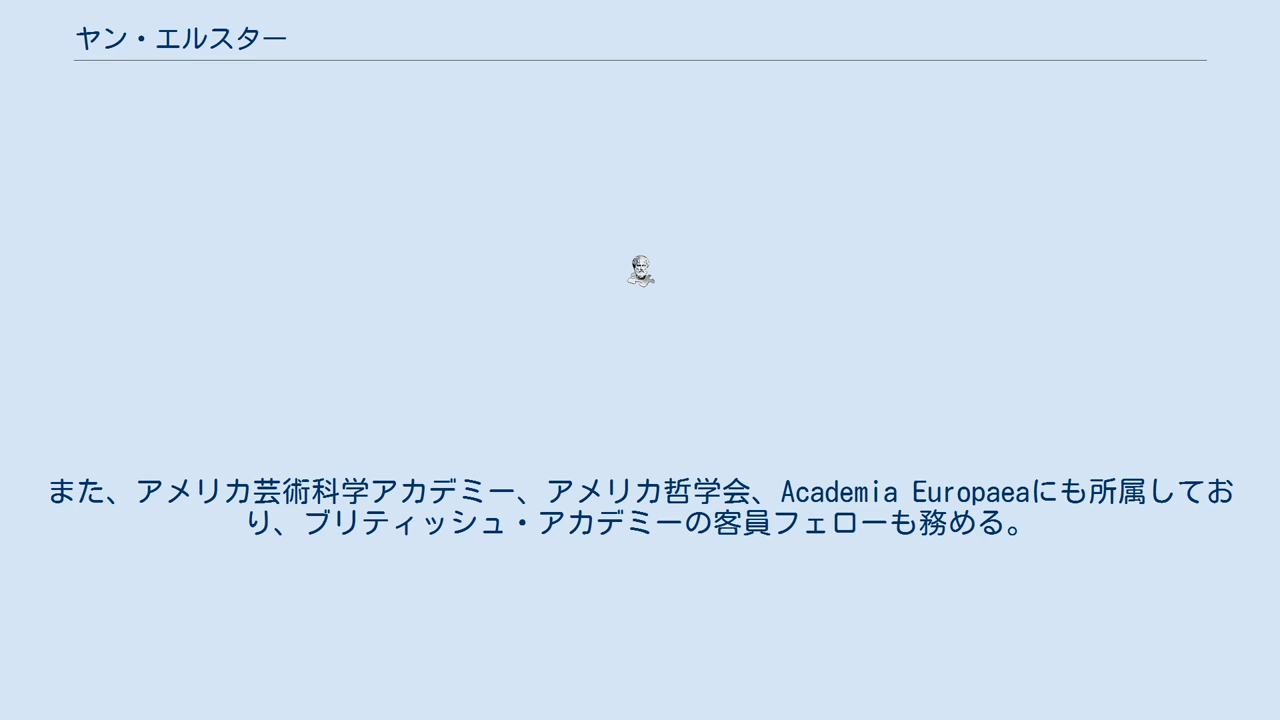 ヤン・エルスター
また、アメリカ芸術科学アカデミー、アメリカ哲学会、Academia Europaeaにも所属してお
り、ブリティッシュ・アカデミーの客員フェローも務める。